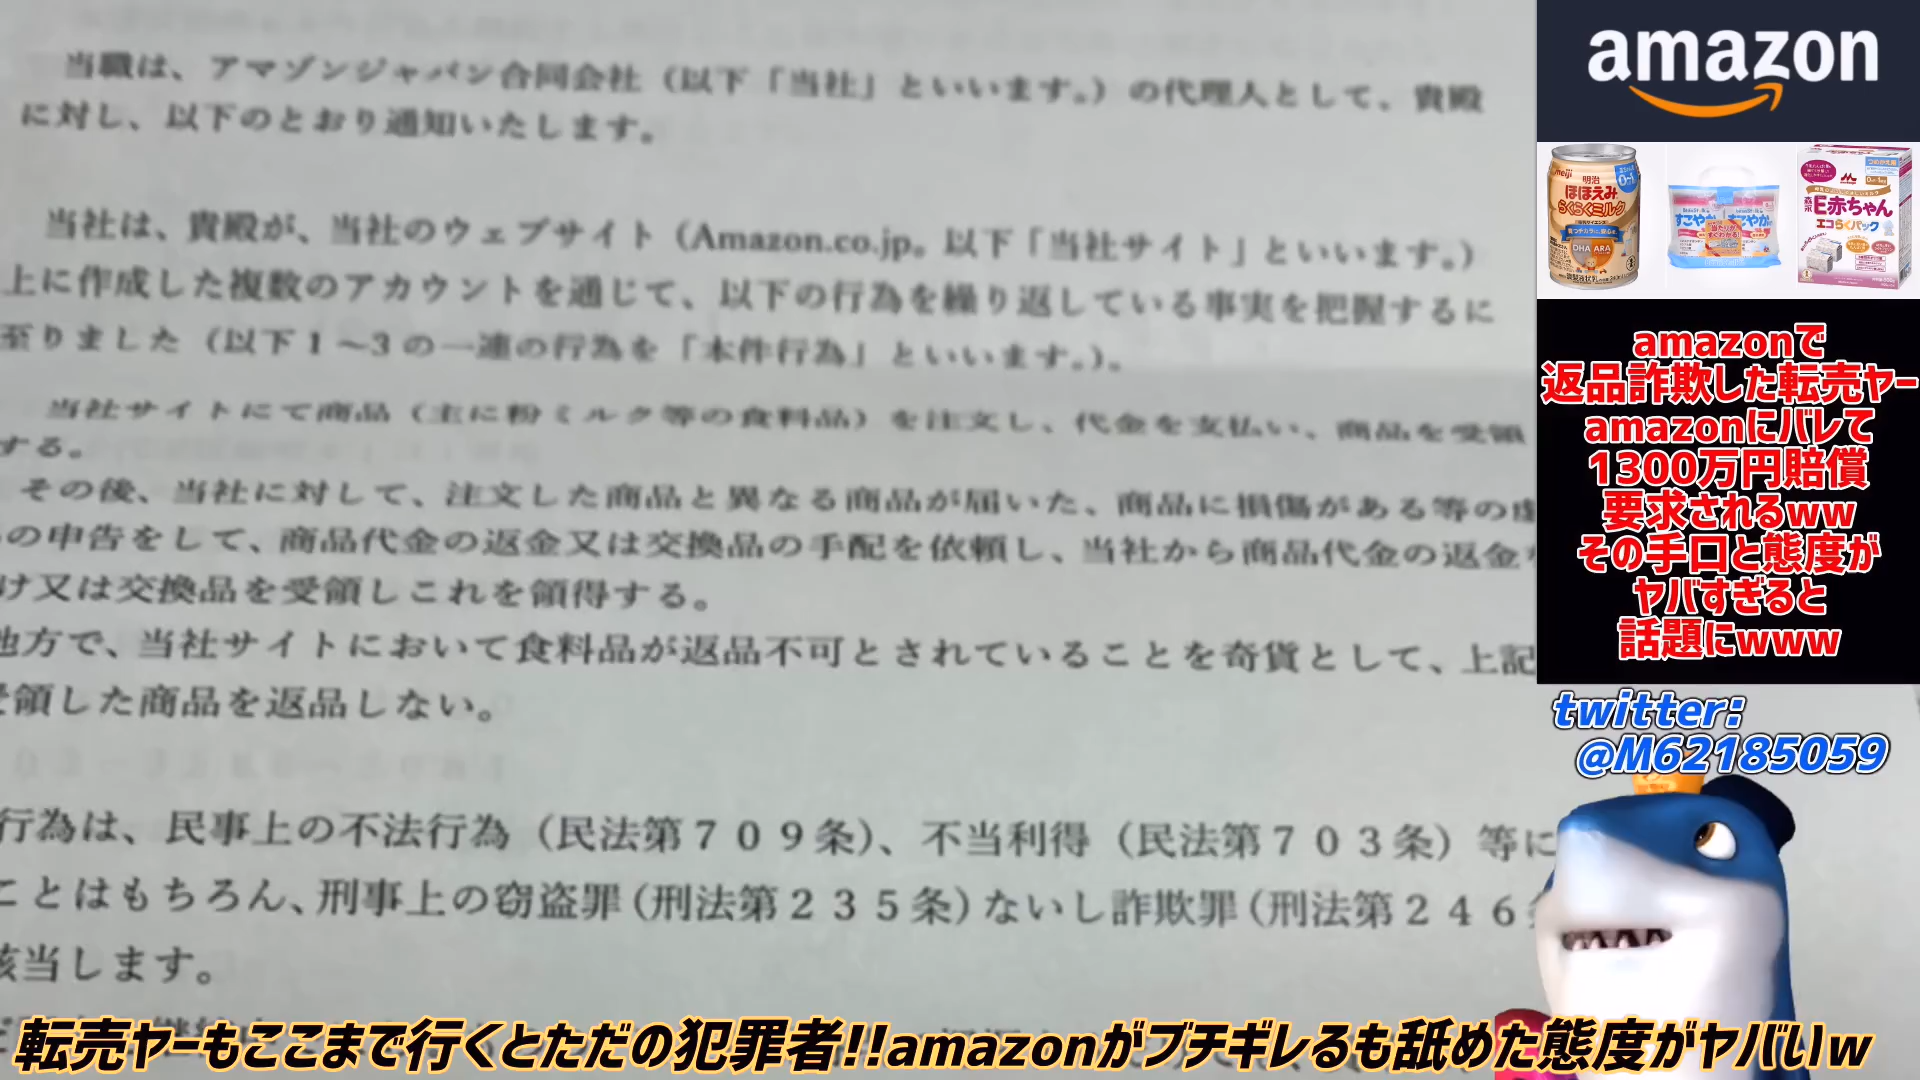 当職は、アマゾンジャパン合同会社（以下「当社」といいます。）の代理人として、貴殿
に対し、以下のとおり通知いたします。
当社は、貴殿が、当社のウェブサイト（Amazon.co.jp。以下「当社サイト」といいます。）
上に作成した複数のアカウントを通じて、以下の行為を繰り返している事実を把握するに
至りました（以下１～３の一連の行為を「本件行為」といいます。）。
当社サイトにて商品（主に粉ミルク等の食料品）を注文し、代金を支払い、商品を受領
する。
その後、当社に対して、注文した商品と異なる商品が届いた、商品に損傷がある等の
の申告をして、商品代金の返金又は交換品の手配を依頼し、当社から商品代金の返金
け又は交換品を受領しこれを領得する。
他方で、当社サイトにおいて食料品が返品不可とされていることを奇貨として、上記
受領した商品を返品しない。
行為は、民事上の不法行為（民法第７０９条）、不当利得（民法第７０３条）等に
ことはもちろん、刑事上の窃盗罪（刑法第２３５条）ないし詐欺罪（刑法第２４６
該当します。
amazon
meiji
明治
ほほえみ
らくらくミルク
DHA ARA
すこやか
すこやか
森永
E赤ちゃん
エコらくパック
amazonで
返品詐欺した転売ヤー
amazonにバレて
1300万円賠償
要求されるww
その手口と態度が
ヤバすぎると
話題にwww
twitter:
@M62185059
転売ヤーもここまで行くとただの犯罪者!!amazonがブチギレるも舐めた態度がヤバいw